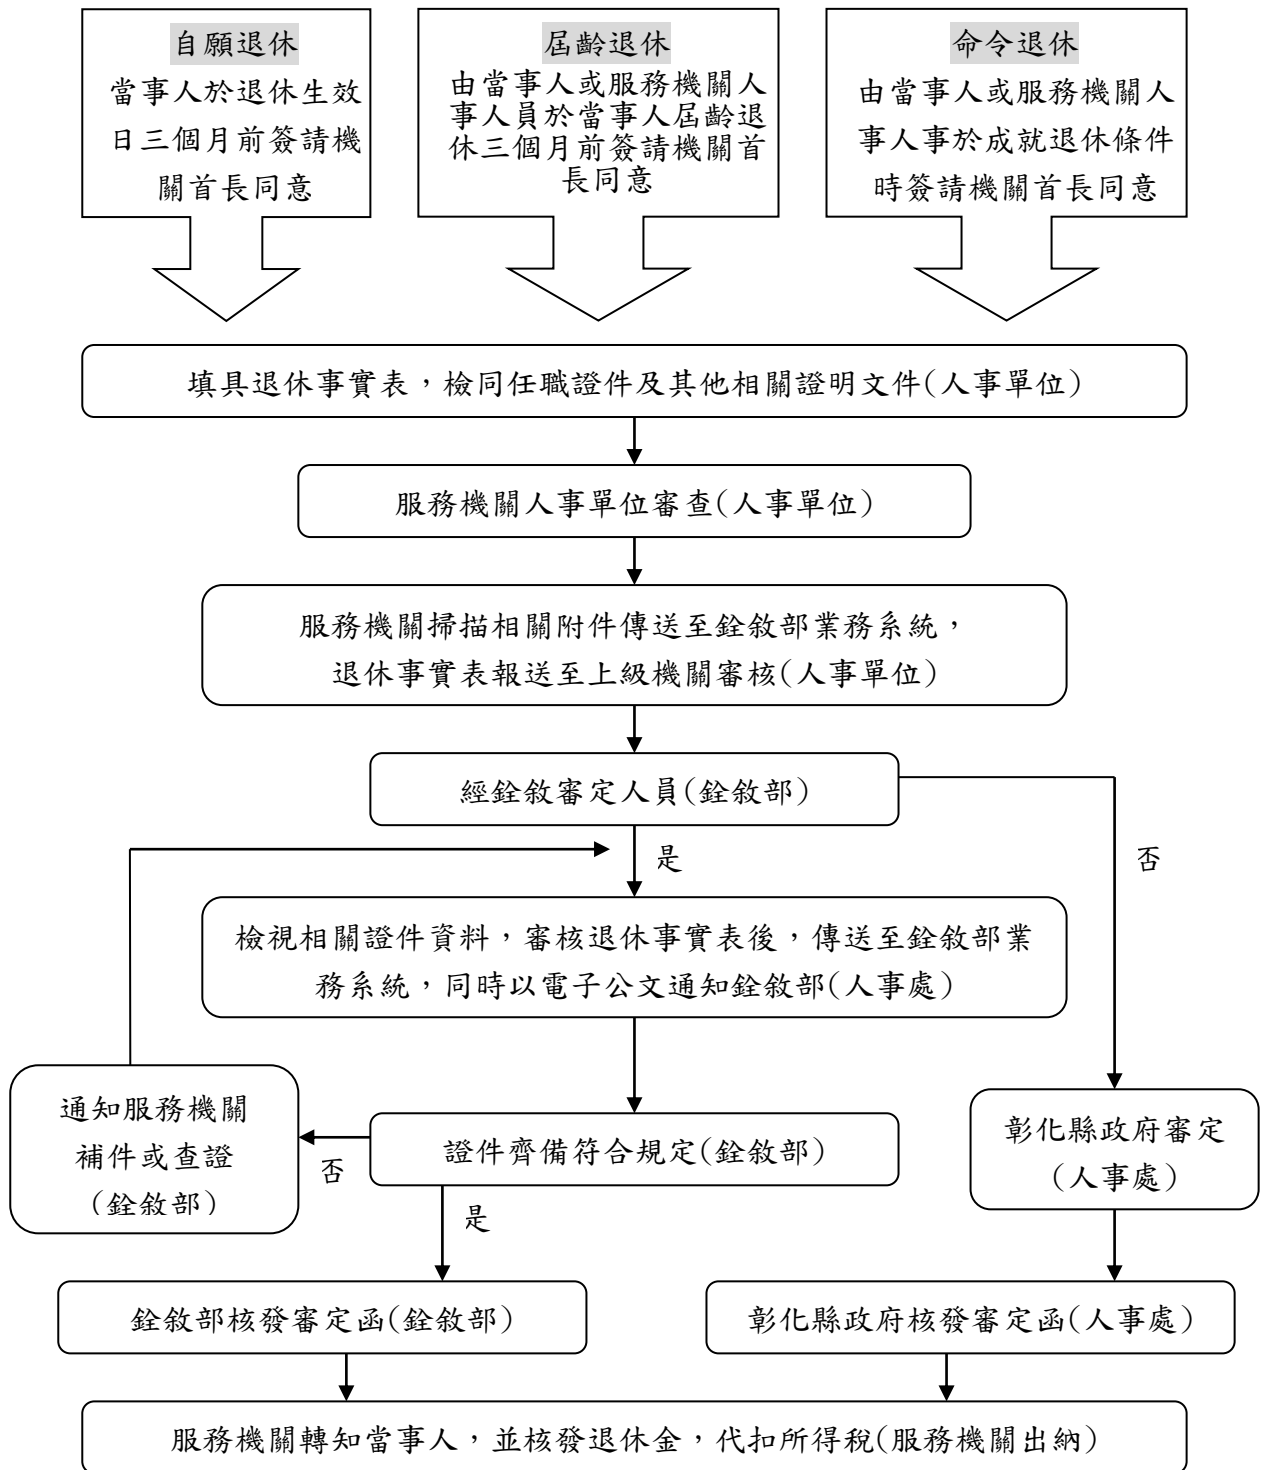 自願退休
當事人於退休生效
日三個月前簽請機
關首長同意
屆齡退休
由當事人或服務機關人
事人員於當事人屆齡退
休三個月前簽請機關首
長同意
命令退休
由當事人或服務機關人
事人事於成就退休條件
時簽請機關首長同意
填具退休事實表，檢同任職證件及其他相關證明文件(人事單位)
服務機關人事單位審查(人事單位)
服務機關掃描相關附件傳送至銓敘部業務系統，
退休事實表報送至上級機關審核(人事單位)
經銓敘審定人員(銓敘部)
是
否
檢視相關證件資料，審核退休事實表後，傳送至銓敘部業
務系統，同時以電子公文通知銓敘部(人事處)
通知服務機關
補件或查證
(銓敘部)
否
證件齊備符合規定(銓敘部)
是
彰化縣政府審定
(人事處)
銓敘部核發審定函(銓敘部)
彰化縣政府核發審定函(人事處)
服務機關轉知當事人，並核發退休金，代扣所得稅(服務機關出納)